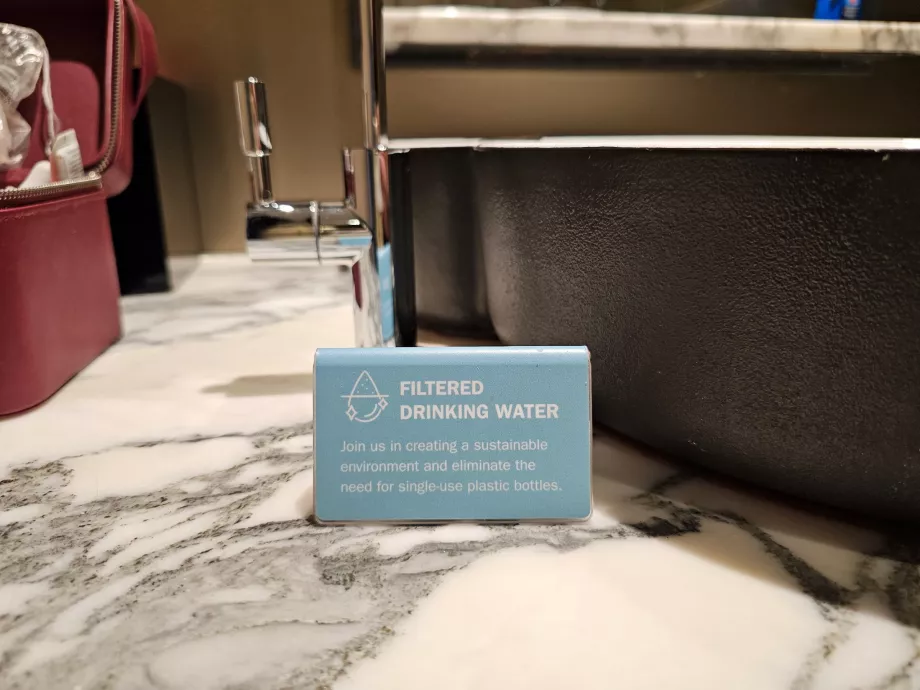 FILTERED
DRINKING WATER
Join us in creating a sustainable
environment and eliminate the
need for single-use plastic bottles.